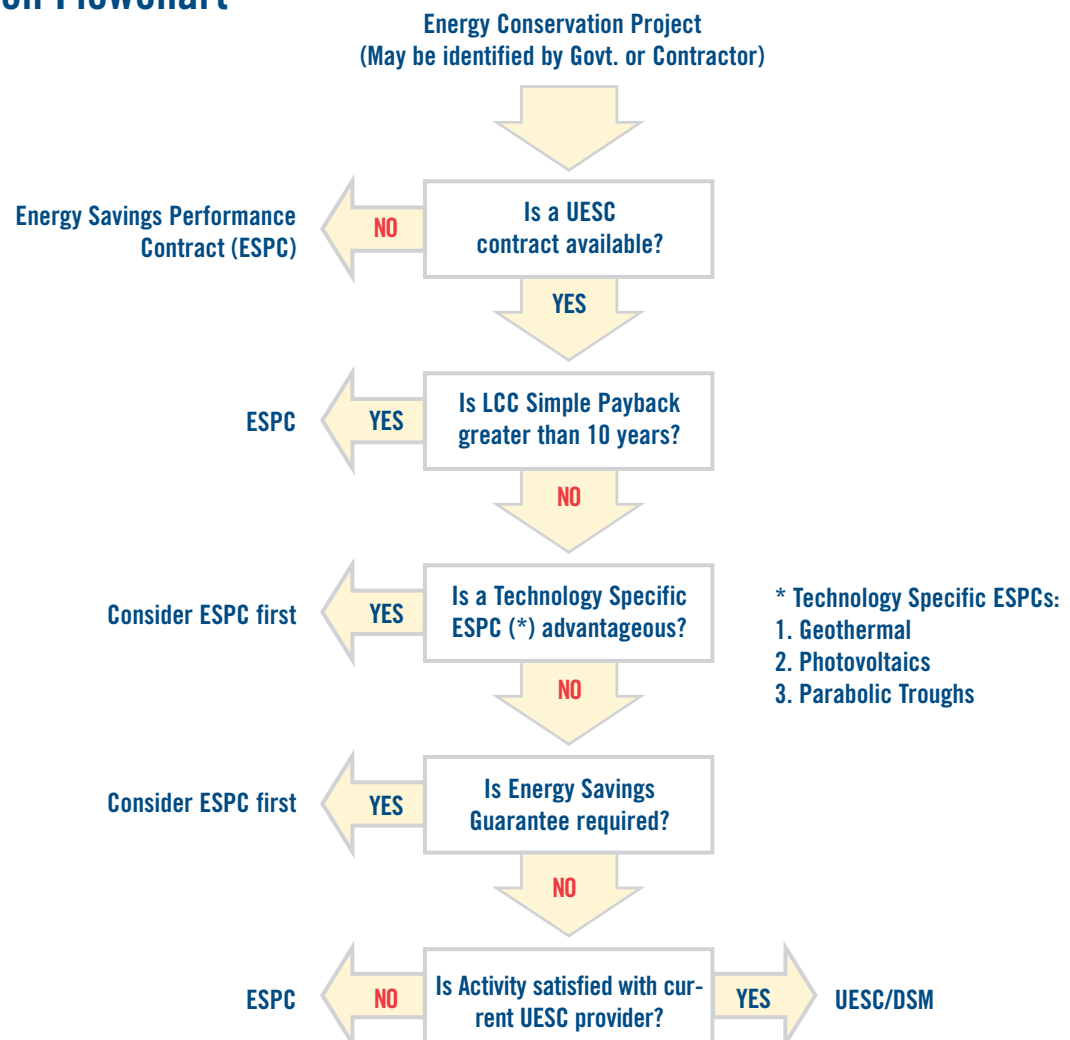 on Flowchart
Energy Conservation Project
(May be identified by Govt. or Contractor)
Is a UESC
contract available?
NO
Energy Savings Performance
Contract (ESPC)
YES
Is LCC Simple Payback
greater than 10 years?
YES
ESPC
NO
Is a Technology Specific
ESPC (*) advantageous?
YES
Consider ESPC first
* Technology Specific ESPCs:
1. Geothermal
2. Photovoltaics
3. Parabolic Troughs
NO
Is Energy Savings
Guarantee required?
YES
Consider ESPC first
NO
Is Activity satisfied with cur-
rent UESC provider?
NO
ESPC
YES
UESC/DSM